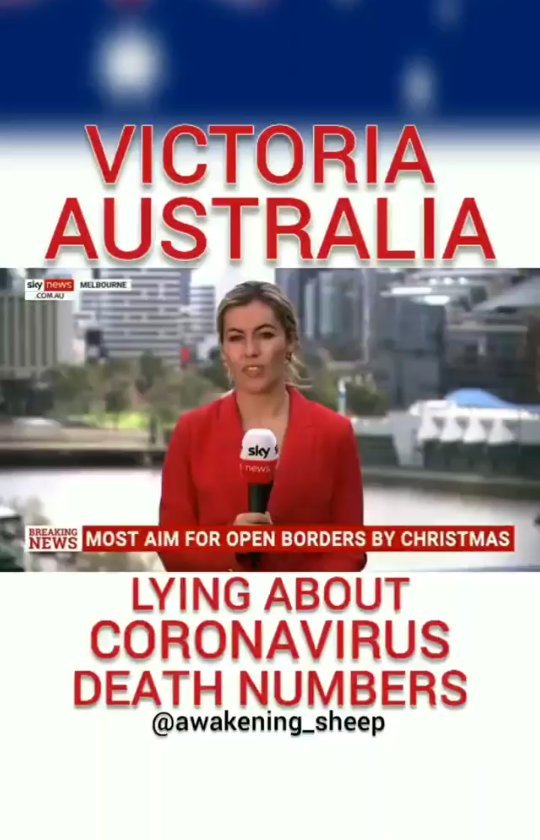 VICTORIA
AUSTRALIA
sky news MELBOURNE
.COM.AU
sky
news
BREAKING
NEWS
MOST AIM FOR OPEN BORDERS BY CHRISTMAS
LYING ABOUT
CORONAVIRUS
DEATH NUMBERS
@awakening_sheep